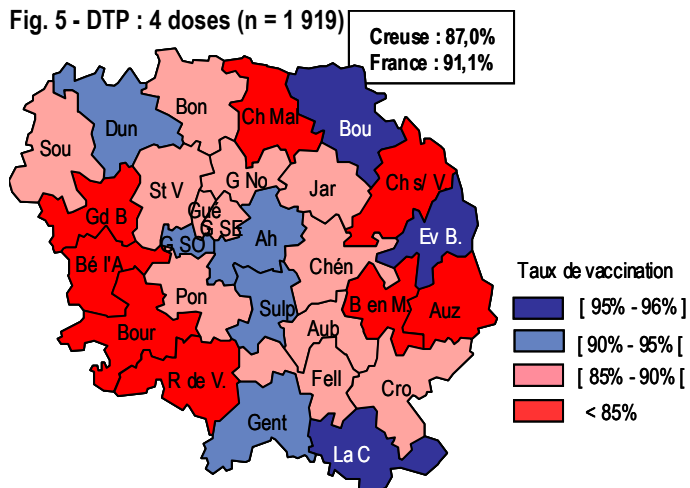 Fig. 5 - DTP : 4 doses (n = 1 919)
Creuse : 87,0%
France : 91,1%
Bon
Ch Mal
Bou
Dun
Sou
St V
G No
Jar
Ch s/ V
Gué
Gd B
G SE
Ah
Ev B.
G SO
Bé l'A
Chén
Pon
Sulp
B en M
Auz
Bour
Aub
R de V.
Fell
Cro
Gent
La C
Taux de vaccination
[ 95% - 96% ]
[ 90% - 95% [
[ 85% - 90% [
< 85%